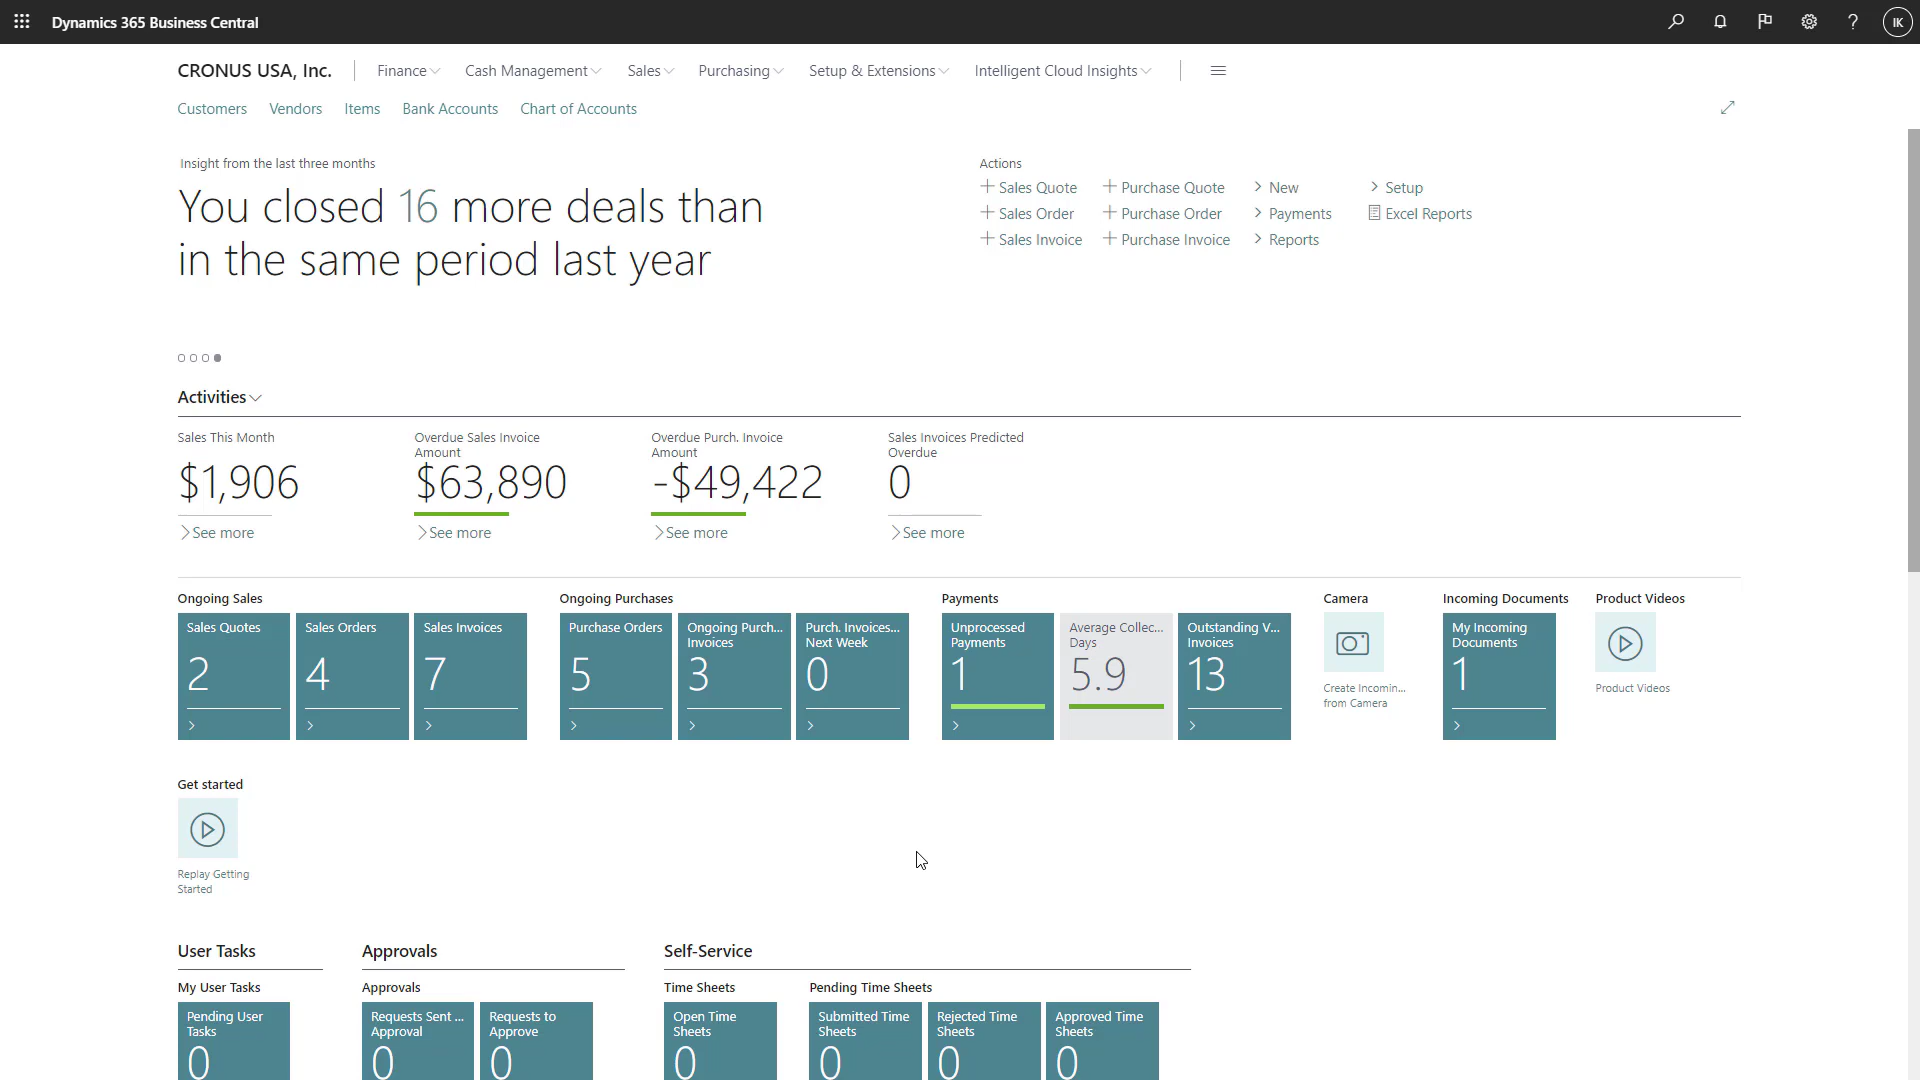 Dynamics 365 Business Central
IK
CRONUS USA, Inc.
Finance
Cash Management
Sales
Purchasing
Setup & Extensions
Intelligent Cloud Insights
Customers
Vendors
Items
Bank Accounts
Chart of Accounts
Insight from the last three months
You closed 16 more deals than
in the same period last year
Actions
Sales Quote
Purchase Quote
New
Setup
Sales Order
Purchase Order
Payments
Excel Reports
Sales Invoice
Purchase Invoice
Reports
Activities
Sales This Month
$1,906
See more
Overdue Sales Invoice
Amount
$63,890
See more
Overdue Purch. Invoice
Amount
-$49,422
See more
Sales Invoices Predicted
Overdue
0
See more
Ongoing Sales
Sales Quotes
2
Sales Orders
4
Sales Invoices
7
Ongoing Purchases
Purchase Orders
5
Ongoing Purch...
Invoices
3
Purch. Invoices...
Next Week
0
Payments
Unprocessed
Payments
1
Average Collec...
Days
5.9
Outstanding V...
Invoices
13
Camera
Create Incomin...
from Camera
Incoming Documents
My Incoming
Documents
1
Product Videos
Product Videos
Get started
Replay Getting
Started
User Tasks
My User Tasks
Pending User
Tasks
0
Approvals
Approvals
Requests Sent ...
Approval
0
Requests to
Approve
0
Self-Service
Time Sheets
Open Time
Sheets
0
Pending Time Sheets
Submitted Time
Sheets
0
Rejected Time
Sheets
0
Approved Time
Sheets
0